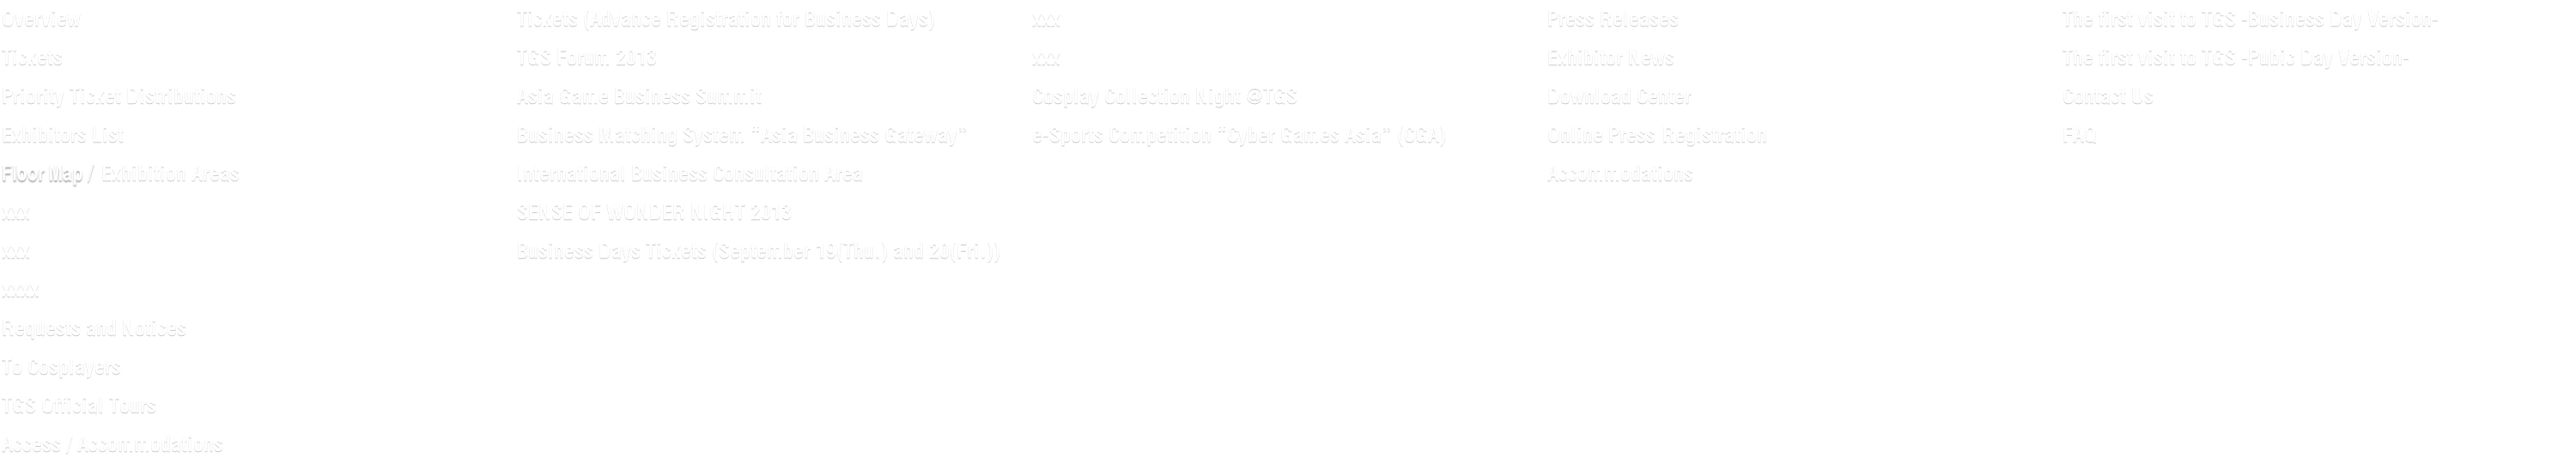 Overview
Tickets
Priority Ticket Distributions
Exhibitors List
Floor Map / Exhibition Areas
xxx
xxx
xxxx
Requests and Notices
To Cosplayers
TGS Official Tours
Access / Accommodations
Tickets (Advance Registration for Business Days)
TGS Forum 2013
Asia Game Business Summit
Business Matching System "Asia Business Gateway"
International Business Consultation Area
SENSE OF WONDER NIGHT 2013
Business Days Tickets (September 19(Thu.) and 20(Fri.))
xxx
xxx
Cosplay Collection Night @TGS
e-Sports Competition "Cyber Games Asia" (CGA)
Press Releases
Exhibitor News
Download Center
Online Press Registration
Accommodations
The first visit to TGS -Business Day Version-
The first visit to TGS -Pubic Day Version-
Contact Us
FAQ